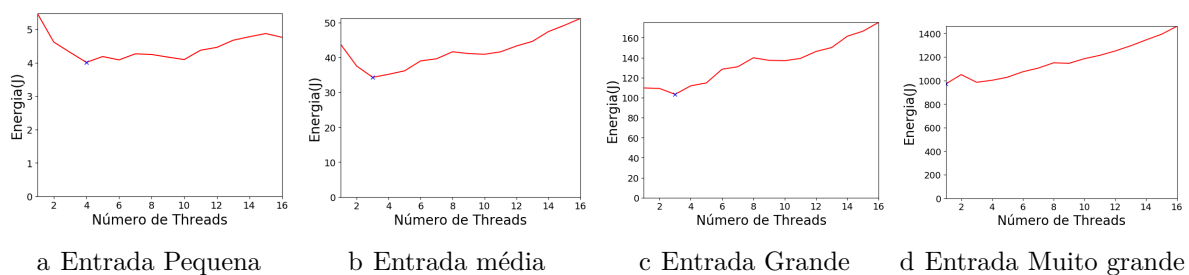 5
4
3
2
1
0
Energia(J)
2 4 6 8 10 12 14 16
Número de Threads
a Entrada Pequena
50
40
30
20
10
0
Energia(J)
2 4 6 8 10 12 14 16
Número de Threads
b Entrada média
160
140
120
100
80
60
40
20
0
Energia(J)
2 4 6 8 10 12 14 16
Número de Threads
c Entrada Grande
1400
1200
1000
800
600
400
200
0
Energia(J)
2 4 6 8 10 12 14 16
Número de Threads
d Entrada Muito grande